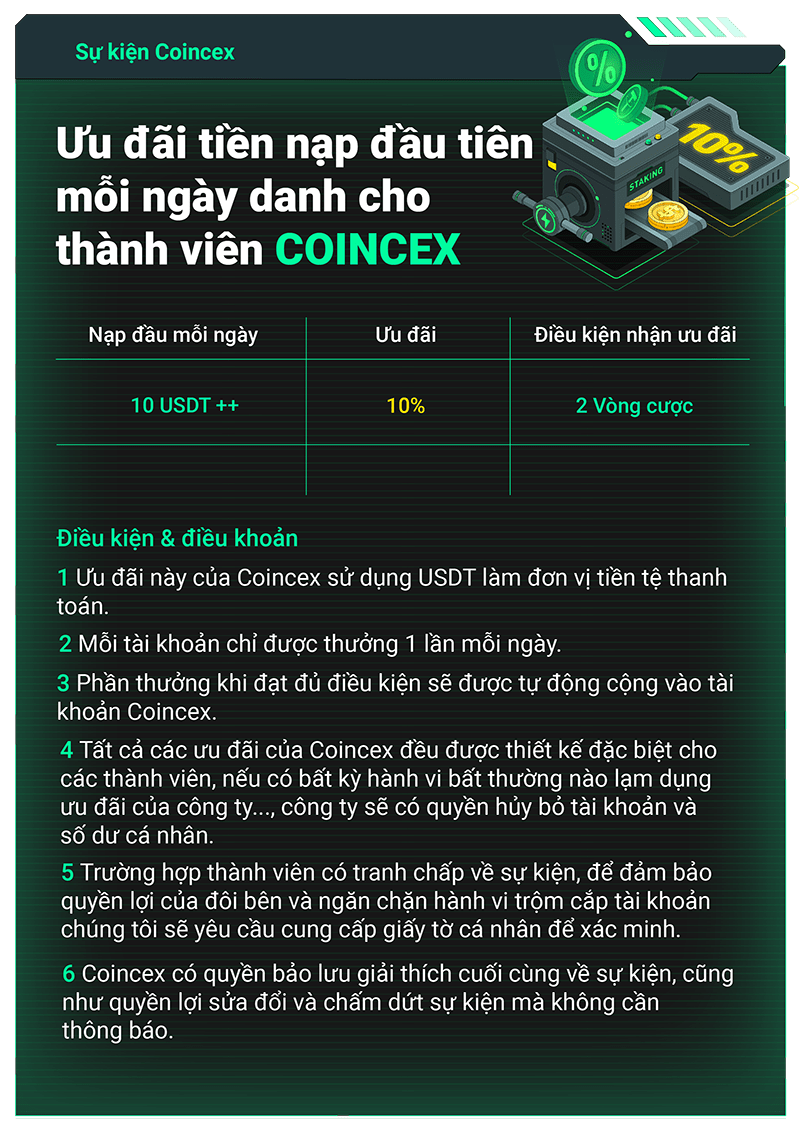 Sự kiện Coincex
Ưu đãi tiền nạp đầu tiên
mỗi ngày danh cho
thành viên COINCEX
%
10%
STAKING
Nạp đầu mỗi ngày
Ưu đãi
Điều kiện nhận ưu đãi
10 USDT ++
10%
2 Vòng cược
Điều kiện & điều khoản
1 Ưu đãi này của Coincex sử dụng USDT làm đơn vị tiền tệ thanh
toán.
2 Mỗi tài khoản chỉ được thưởng 1 lần mỗi ngày.
3 Phần thưởng khi đạt đủ điều kiện sẽ được tự động cộng vào tài
khoản Coincex.
4 Tất cả các ưu đãi của Coincex đều được thiết kế đặc biệt cho
các thành viên, nếu có bất kỳ hành vi bất thường nào lạm dụng
ưu đãi của công ty..., công ty sẽ có quyền hủy bỏ tài khoản và
số dư cá nhân.
5 Trường hợp thành viên có tranh chấp về sự kiện, để đảm bảo
quyền lợi của đôi bên và ngăn chặn hành vi trộm cắp tài khoản
chúng tôi sẽ yêu cầu cung cấp giấy tờ cá nhân để xác minh.
6 Coincex có quyền bảo lưu giải thích cuối cùng về sự kiện, cũng
như quyền lợi sửa đổi và chấm dứt sự kiện mà không cần
thông báo.